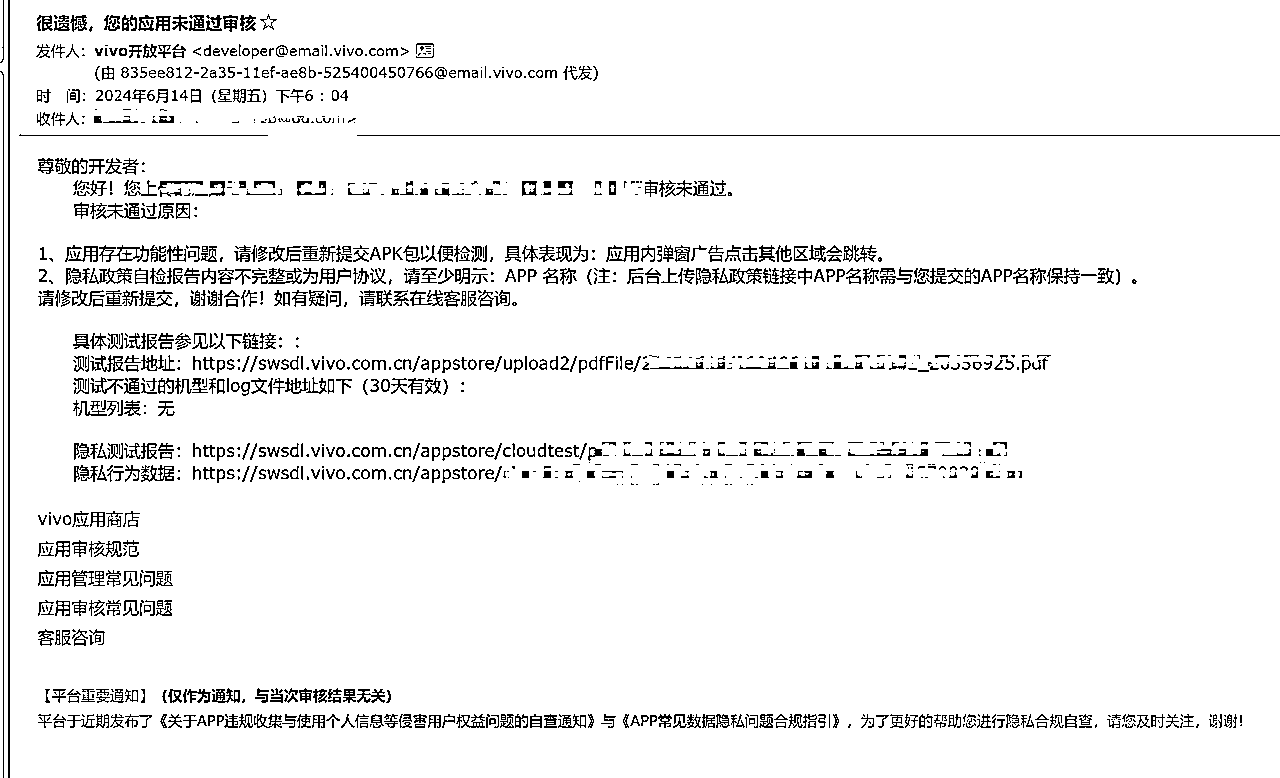 很遗憾，您的应用未通过审核☆
发件人：vivo开放平台 <developer@email.vivo.com>
(由 835ee812-2a35-11ef-ae8b-525400450766@email.vivo.com 代发)
时 间：2024年6月14日（星期五）下午6：04
收件人：
尊敬的开发者：
您好！您上 审核未通过。
审核未通过原因：
1、应用存在功能性问题，请修改后重新提交APK包以便检测，具体表现为：应用内弹窗广告点击其他区域会跳转。
2、隐私政策自检报告内容不完整或为用户协议，请至少明示：APP 名称（注：后台上传隐私政策链接中APP名称需与您提交的APP名称保持一致）。
请修改后重新提交，谢谢合作！如有疑问，请联系在线客服咨询。
具体测试报告参见以下链接：：
测试报告地址：https://swsdl.vivo.com.cn/appstore/upload2/pdfFile/2 .pdf
测试不通过的机型和log文件地址如下（30天有效）：
机型列表：无
隐私测试报告：https://swsdl.vivo.com.cn/appstore/cloudtest/p
隐私行为数据：https://swsdl.vivo.com.cn/appstore/
vivo应用商店
应用审核规范
应用管理常见问题
应用审核常见问题
客服咨询
【平台重要通知】（仅作为通知，与当次审核结果无关）
平台于近期发布了《关于APP违规收集与使用个人信息等侵害用户权益问题的自查通知》与《APP常见数据隐私问题合规指引》，为了更好的帮助您进行隐私合规自查，请您及时关注，谢谢！